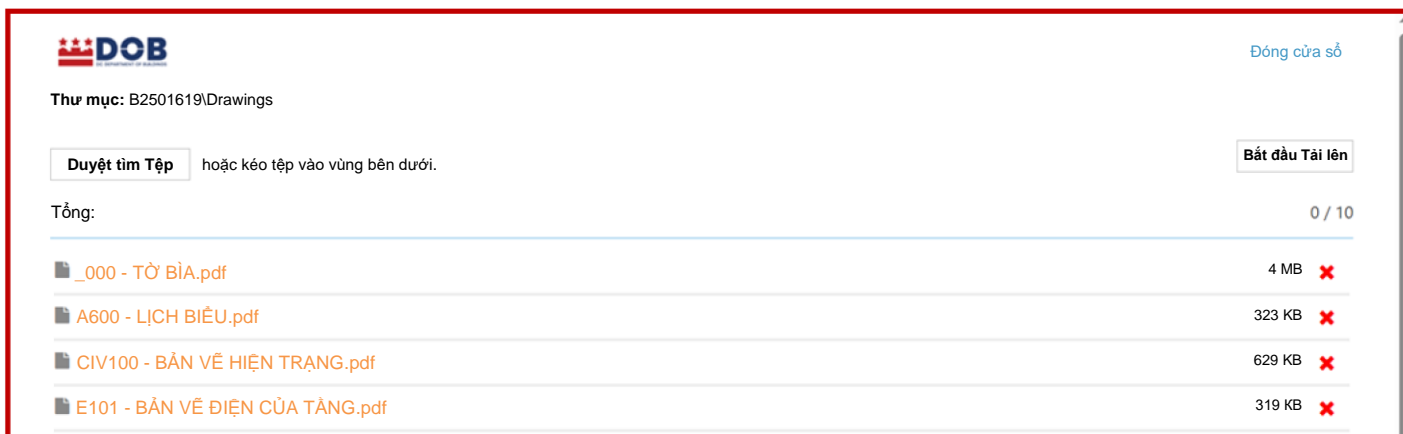 DOB
Đóng cửa sổ
Thư mục: B2501619\Drawings
Duyệt tìm Tệp hoặc kéo tệp vào vùng bên dưới. Bắt đầu Tải lên
Tổng: 0 / 10
_000 - TỜ BÌA.pdf 4 MB
A600 - LỊCH BIỂU.pdf 323 KB
CIV100 - BẢN VẼ HIỆN TRẠNG.pdf 629 KB
E101 - BẢN VẼ ĐIỆN CỦA TẦNG.pdf 319 KB